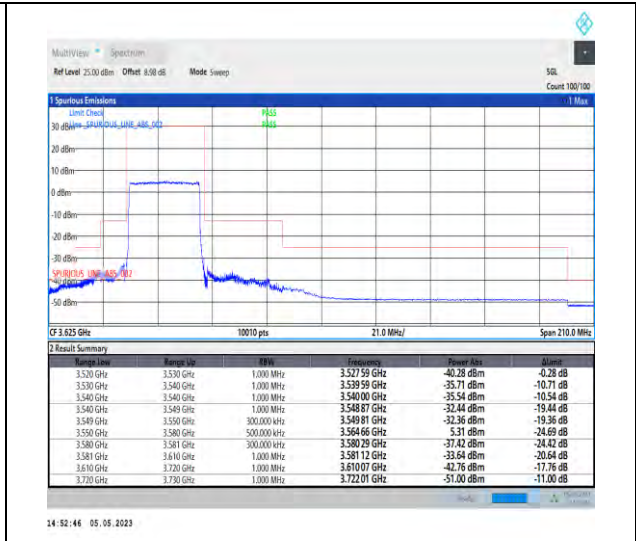 MultiView Spectrum
Ref Level 25.00 dBm Offset 8.98 dB Mode Sweep SGL
Count 100/100
1 Spurious Emissions 1 Max
Limit Check PASS
Line _SPURIOUS_LINE_ABS_002 PASS
30 dBm
20 dBm
10 dBm
0 dBm
-10 dBm
-20 dBm
-30 dBm
SPURIOUS_LINE_ABS_002
-40 dBm
-50 dBm
CF 3.625 GHz 10010 pts 21.0 MHz/ Span 210.0 MHz
2 Result Summary
Range Low Range Up RBW Frequency Power Abs ΔLimit
3.520 GHz 3.530 GHz 1.000 MHz 3.527 59 GHz -40.28 dBm -0.28 dB
3.530 GHz 3.540 GHz 1.000 MHz 3.539 59 GHz -35.71 dBm -10.71 dB
3.540 GHz 3.540 GHz 1.000 MHz 3.540 00 GHz -35.54 dBm -10.54 dB
3.540 GHz 3.549 GHz 1.000 MHz 3.548 87 GHz -32.44 dBm -19.44 dB
3.549 GHz 3.550 GHz 300.000 kHz 3.549 81 GHz -32.36 dBm -19.36 dB
3.550 GHz 3.580 GHz 500.000 kHz 3.564 66 GHz 5.31 dBm -24.69 dB
3.580 GHz 3.581 GHz 300.000 kHz 3.580 29 GHz -37.42 dBm -24.42 dB
3.581 GHz 3.610 GHz 1.000 MHz 3.581 12 GHz -33.64 dBm -20.64 dB
3.610 GHz 3.720 GHz 1.000 MHz 3.610 07 GHz -42.76 dBm -17.76 dB
3.720 GHz 3.730 GHz 1.000 MHz 3.722 01 GHz -51.00 dBm -11.00 dB
Ready
14:52:46 05.05.2023